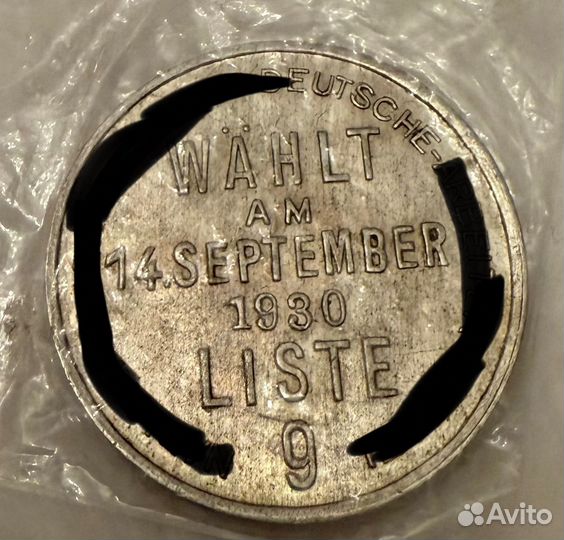 DEUTSCHE-
WÄHLT
AM
14.SEPTEMBER
1930
LISTE
9
Avito